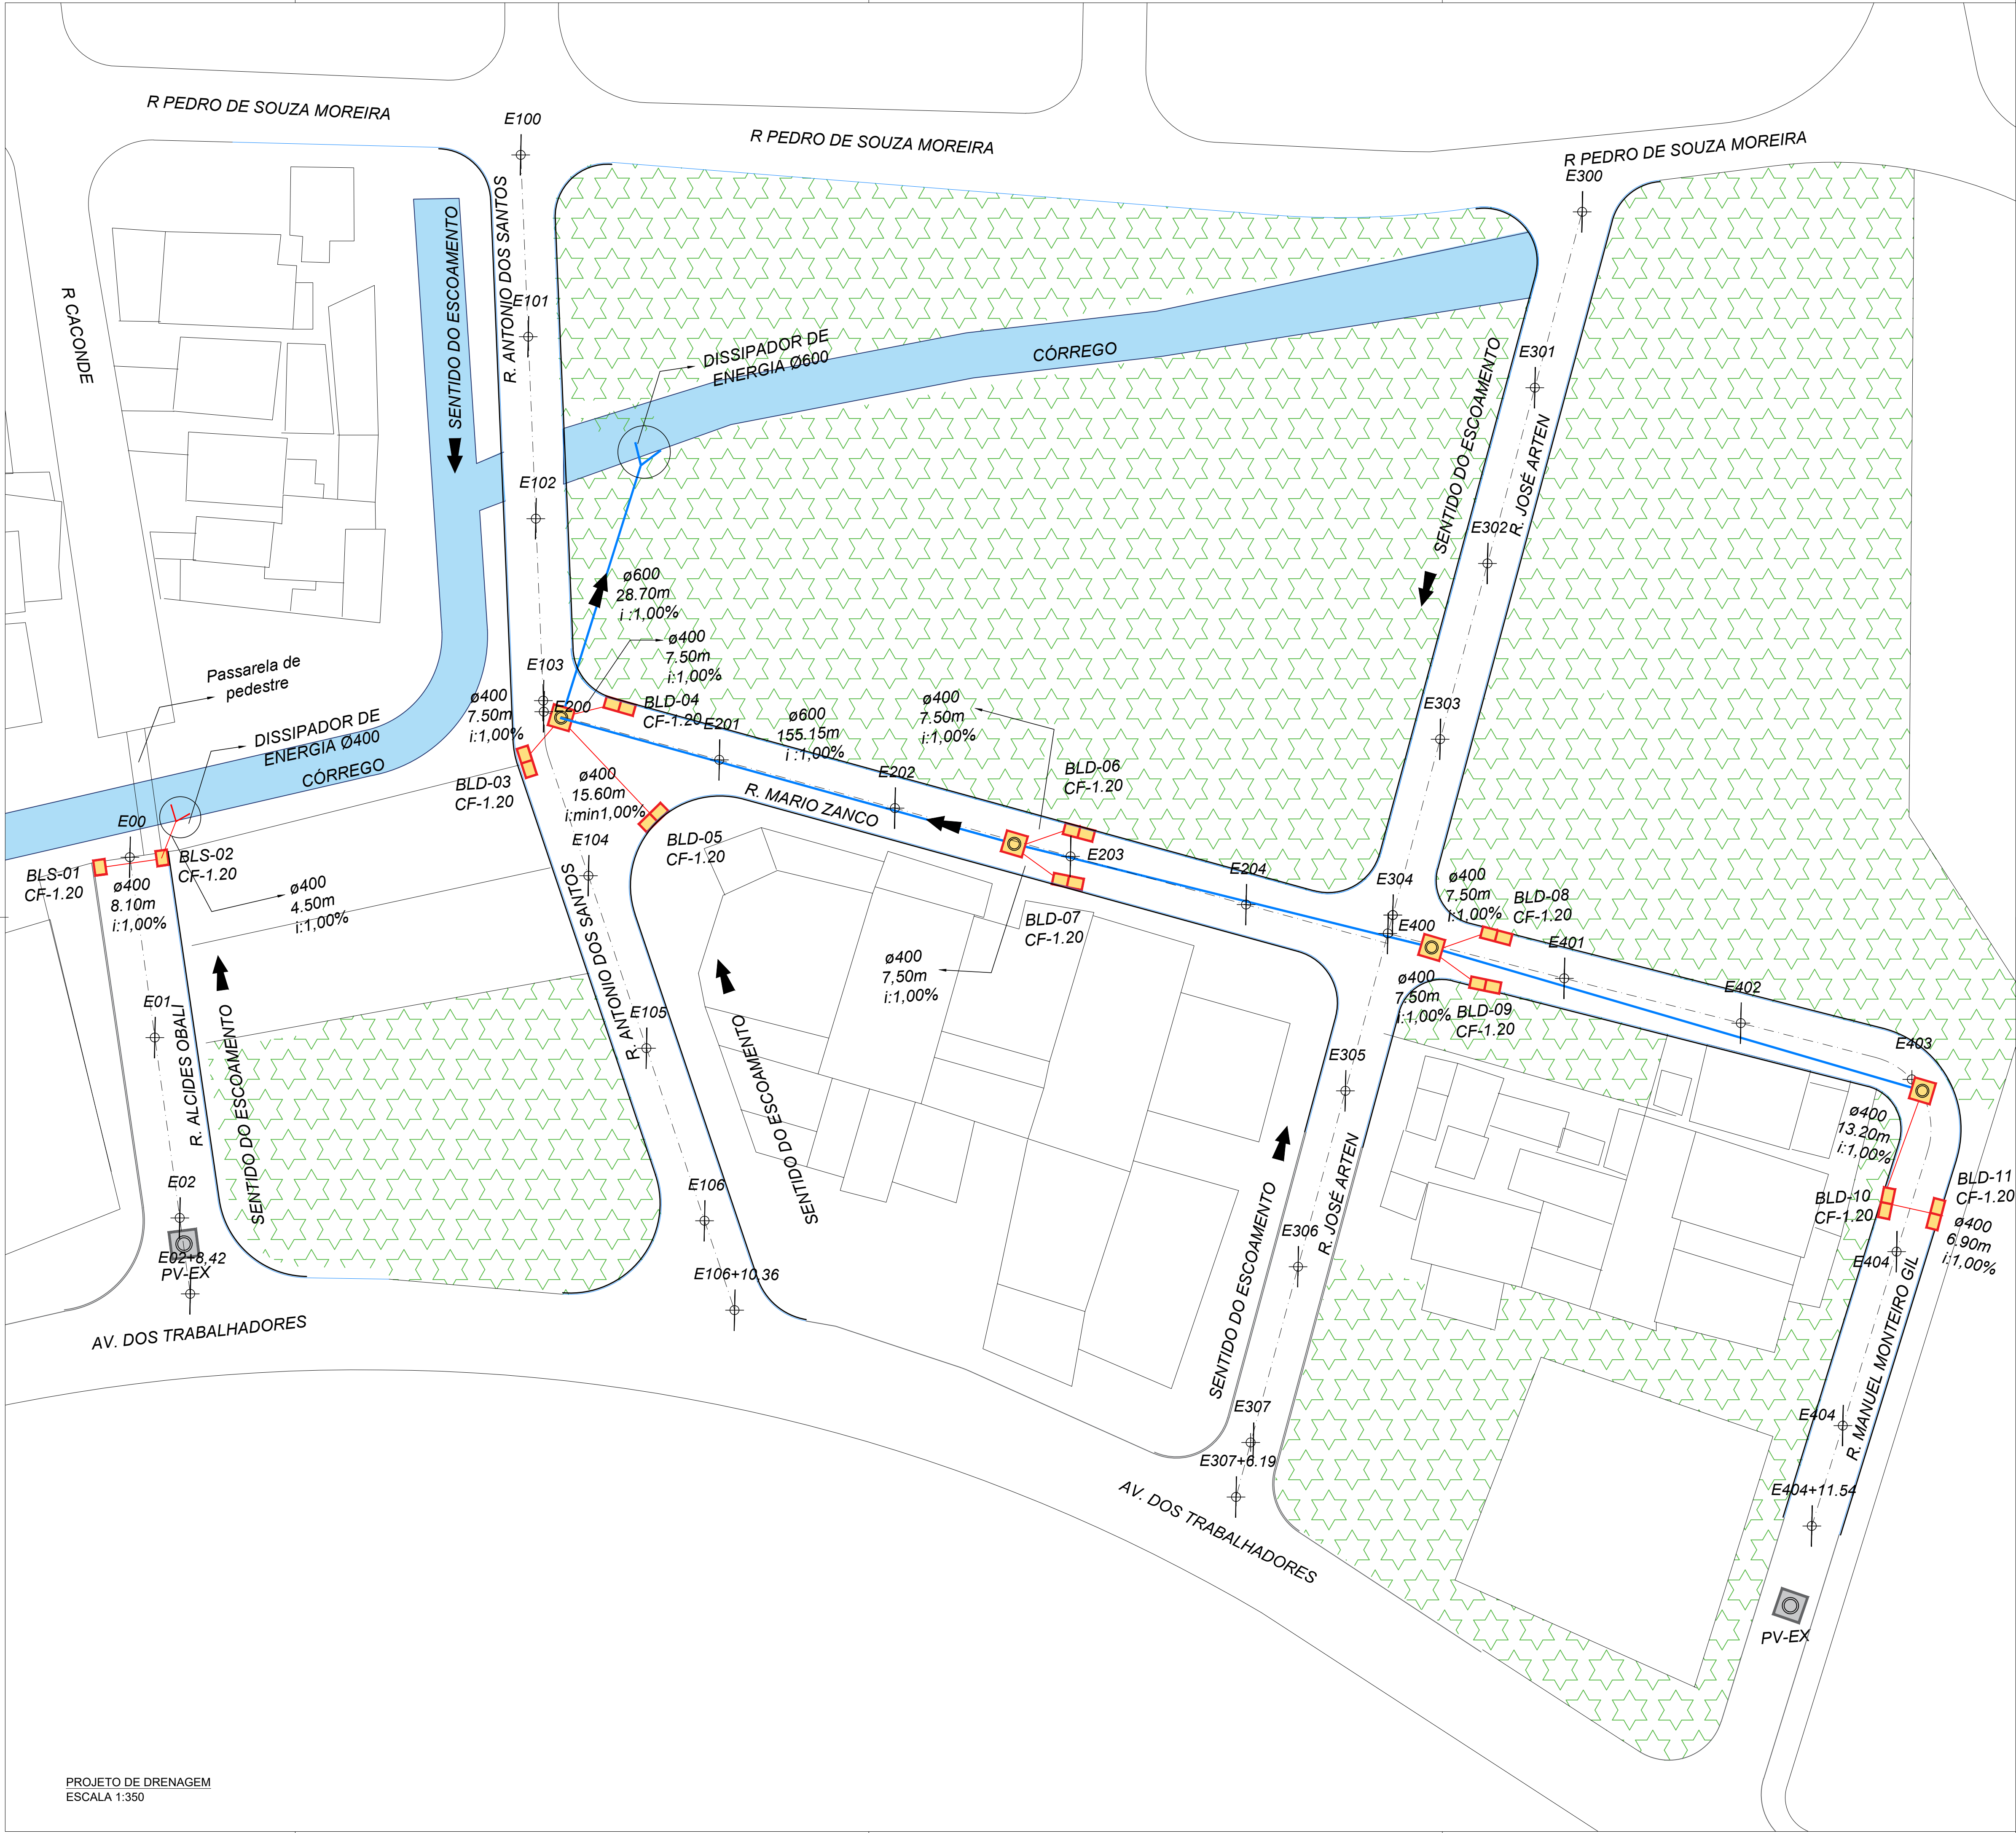 R PEDRO DE SOUZA MOREIRA
E100
R PEDRO DE SOUZA MOREIRA
R PEDRO DE SOUZA MOREIRA
E300
R CACONDE
SENTIDO DO ESCOAMENTO
R. ANTONIO DOS SANTOS
E101
DISSIPADOR DE
ENERGIA Ø600
CÓRREGO
SENTIDO DO ESCOAMENTO
E301
R. JOSÉ ARTEN
E102
E302
ø600
28.70m
i :1,00%
ø400
7.50m
i:1,00%
E103
Passarela de
pedestre
DISSIPADOR DE
ENERGIA Ø400
CÓRREGO
ø400
7.50m
i:1,00%
E200
BLD-04
CF-1.20
E201
ø600
155.15m
i :1,00%
ø400
7.50m
i:1,00%
E303
BLD-03
CF-1.20
ø400
15.60m
i:min1,00%
E202
R. MARIO ZANCO
BLD-06
CF-1.20
E00
BLS-01
CF-1.20
BLS-02
CF-1.20
ø400
8.10m
i:1,00%
ø400
4.50m
i:1,00%
E104
BLD-05
CF-1.20
E203
E204
E304
ø400
7.50m
i:1,00%
BLD-08
CF-1.20
E400
E401
BLD-07
CF-1.20
ø400
7,50m
i:1,00%
ø400
7.50m
i:1,00%
BLD-09
CF-1.20
E402
E403
R. ANTONIO DOS SANTOS
E01
R. ALCIDES OBALI
SENTIDO DO ESCOAMENTO
E105
SENTIDO DO ESCOAMENTO
E305
ø400
13.20m
i:1,00%
E02
E106
SENTIDO DO ESCOAMENTO
R. JOSÉ ARTEN
E306
BLD-10
CF-1.20
BLD-11
CF-1.20
ø400
6.90m
i:1,00%
E02+8,42
PV-EX
E106+10.36
E404
R. MANUEL MONTEIRO GIL
AV. DOS TRABALHADORES
E307
E307+6.19
E404
E404+11.54
AV. DOS TRABALHADORES
PV-EX
PROJETO DE DRENAGEM
ESCALA 1:350